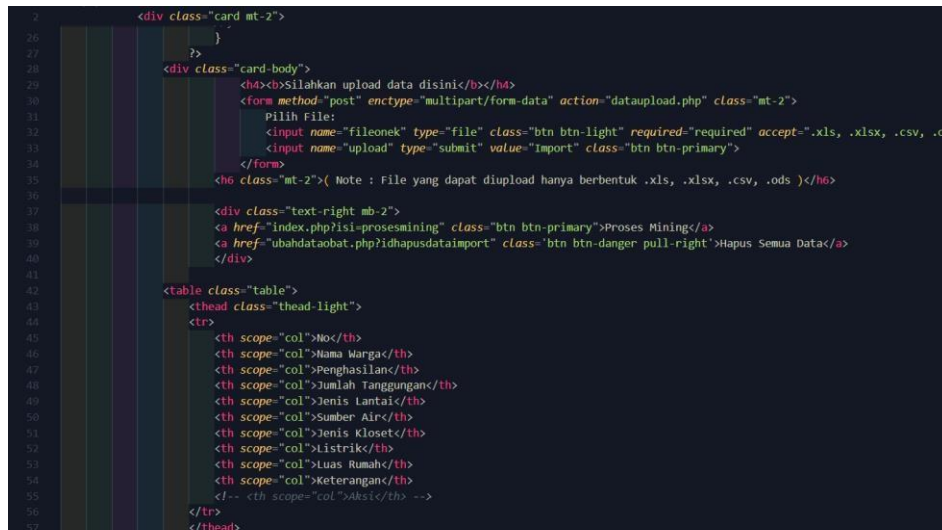 2 <div class="card mt-2">
26 }
27 ?>
28 <div class="card-body">
29 <h4><b>Silahkan upload data disini</b></h4>
30 <form method="post" enctype="multipart/form-data" action="dataupload.php" class="mt-2">
31 Pilih File:
32 <input name="fileonek" type="file" class="btn btn-light" required="required" accept=".xls, .xlsx, .csv, .o
33 <input name="upload" type="submit" value="Import" class="btn btn-primary">
34 </form>
35 <h6 class="mt-2">( Note : File yang dapat diupload hanya berbentuk .xls, .xlsx, .csv, .ods )</h6>
36
37 <div class="text-right mb-2">
38 <a href="index.php?isi=prosesmining" class="btn btn-primary">Proses Mining</a>
39 <a href="ubahdataobat.php?idhapusdataimport" class='btn btn-danger pull-right'>Hapus Semua Data</a>
40 </div>
41
42 <table class="table">
43 <thead class="thead-light">
44 <tr>
45 <th scope="col">No</th>
46 <th scope="col">Nama Warga</th>
47 <th scope="col">Penghasilan</th>
48 <th scope="col">Jumlah Tanggungan</th>
49 <th scope="col">Jenis Lantai</th>
50 <th scope="col">Sumber Air</th>
51 <th scope="col">Jenis Kloset</th>
52 <th scope="col">Listrik</th>
53 <th scope="col">Luas Rumah</th>
54 <th scope="col">Keterangan</th>
55 <!-- <th scope="col">Aksi</th> -->
56 </tr>
57 </thead>